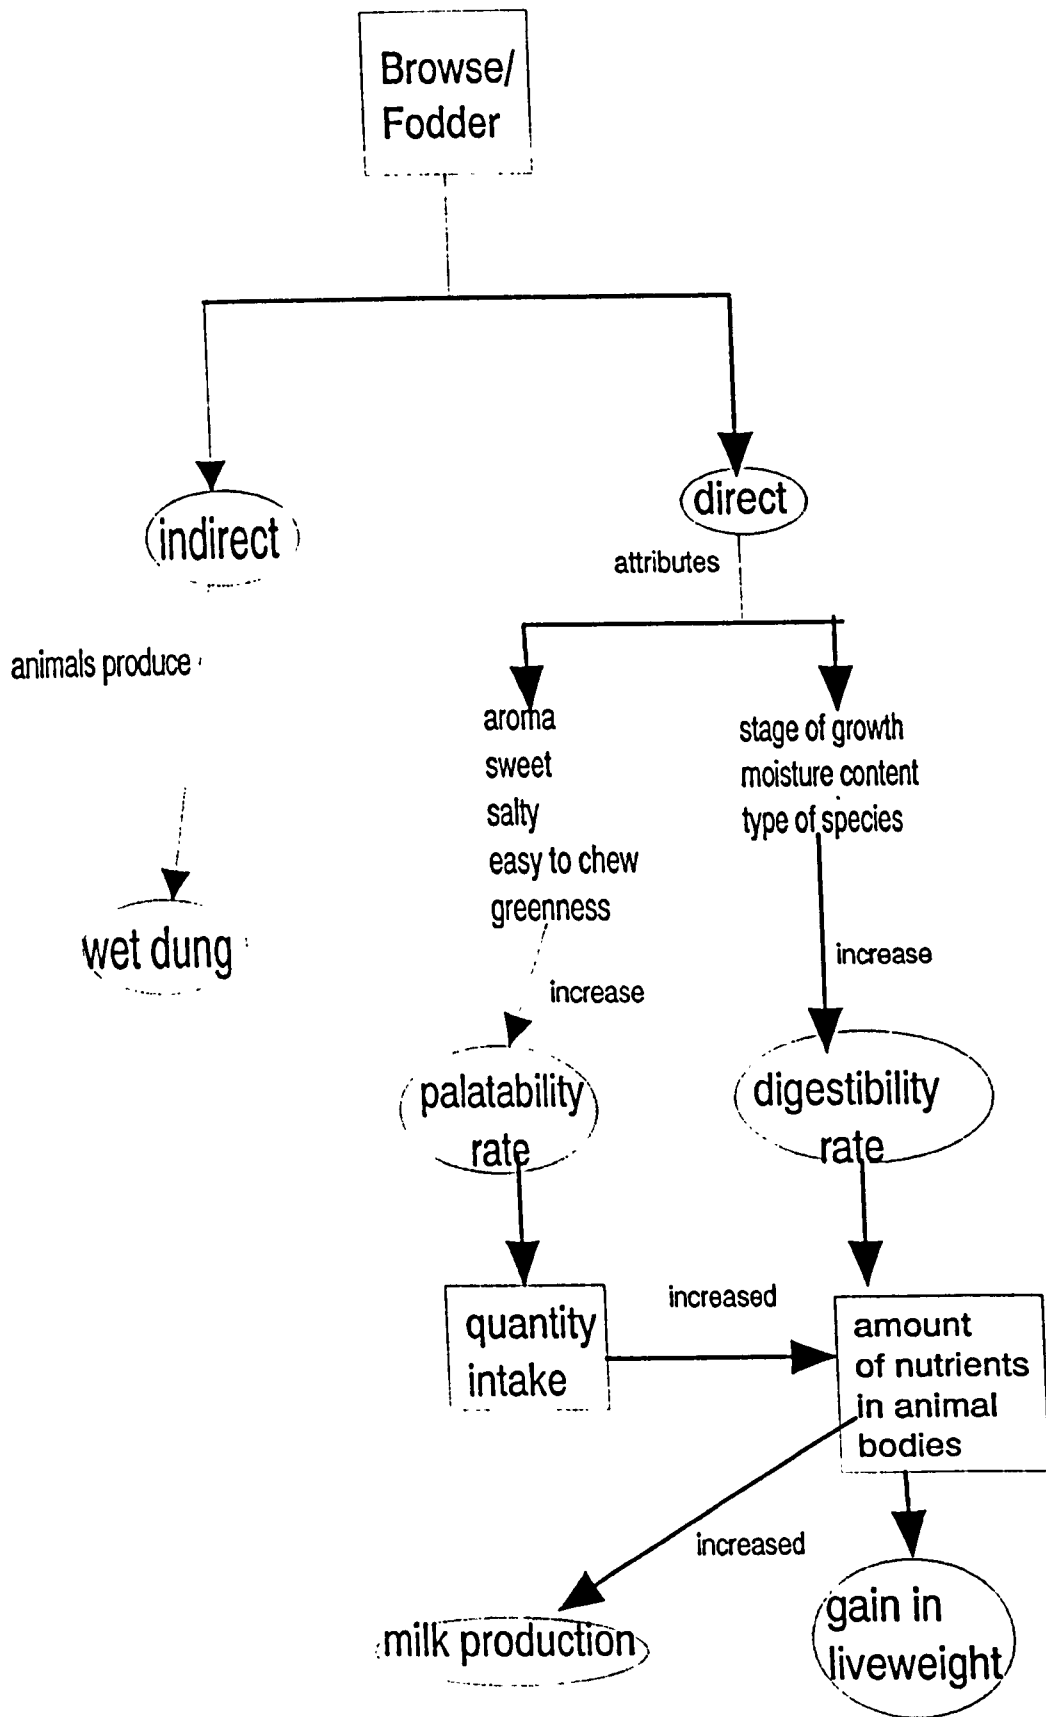 Browse/
Fodder
indirect
direct
attributes
animals produce
aroma
sweet
salty
easy to chew
greenness
stage of growth
moisture content
type of species
wet dung
increase
increase
palatability
rate
digestibility
rate
quantity
intake
increased
amount
of nutrients
in animal
bodies
increased
milk production
gain in
liveweight